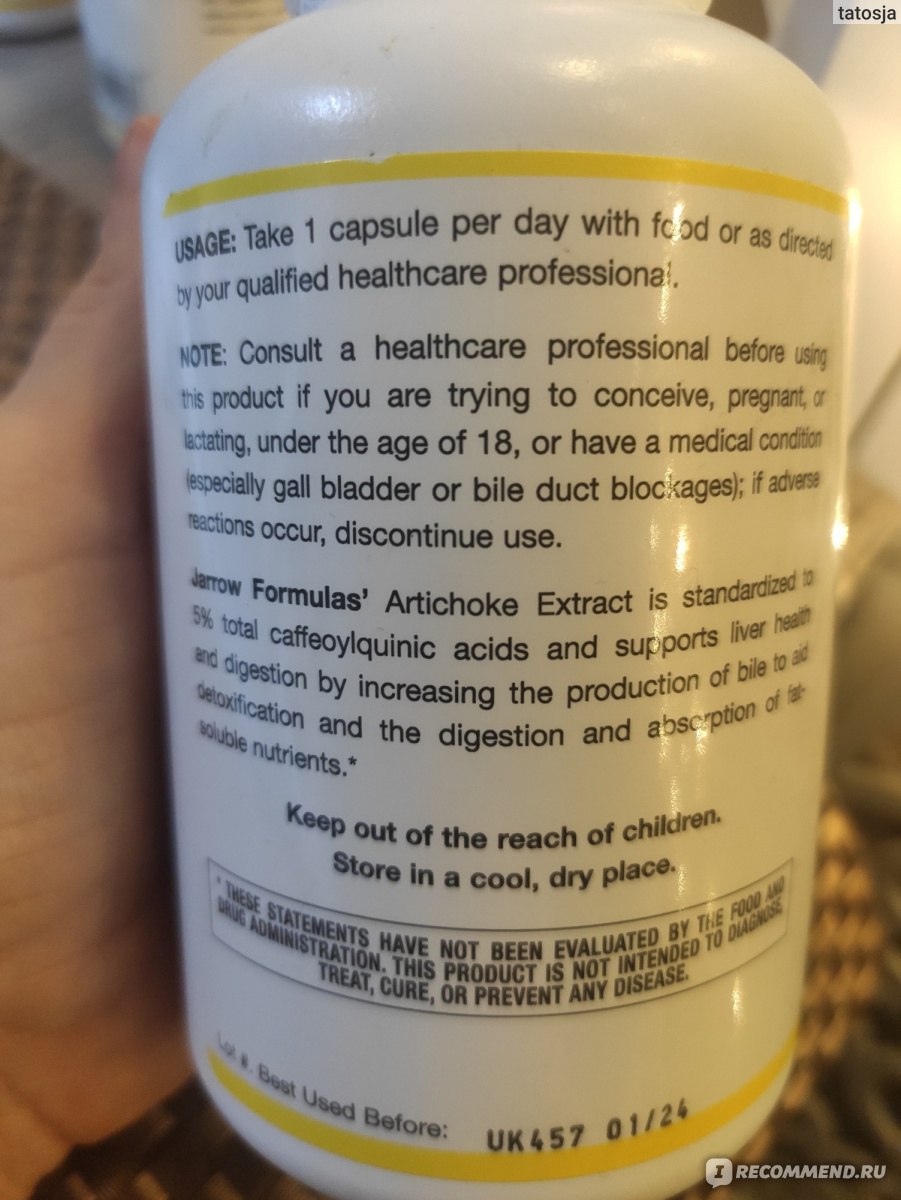 tatosja
USAGE: Take 1 capsule per day with food or as directed
by your qualified healthcare professional.
NOTE: Consult a healthcare professional before using
this product if you are trying to conceive, pregnant, or
lactating, under the age of 18, or have a medical condition
(especially gall bladder or bile duct blockages); if adverse
reactions occur, discontinue use.
Jarrow Formulas’ Artichoke Extract is standardized to
5% total caffeoylquinic acids and supports liver health
and digestion by increasing the production of bile to aid
detoxification and the digestion and absorption of fat-
soluble nutrients.*
Keep out of the reach of children.
Store in a cool, dry place.
* THESE STATEMENTS HAVE NOT BEEN EVALUATED BY THE FOOD AND
DRUG ADMINISTRATION. THIS PRODUCT IS NOT INTENDED TO DIAGNOSE,
TREAT, CURE, OR PREVENT ANY DISEASE.
Lot #. Best Used Before: UK457 01/24
IRECOMMEND.RU